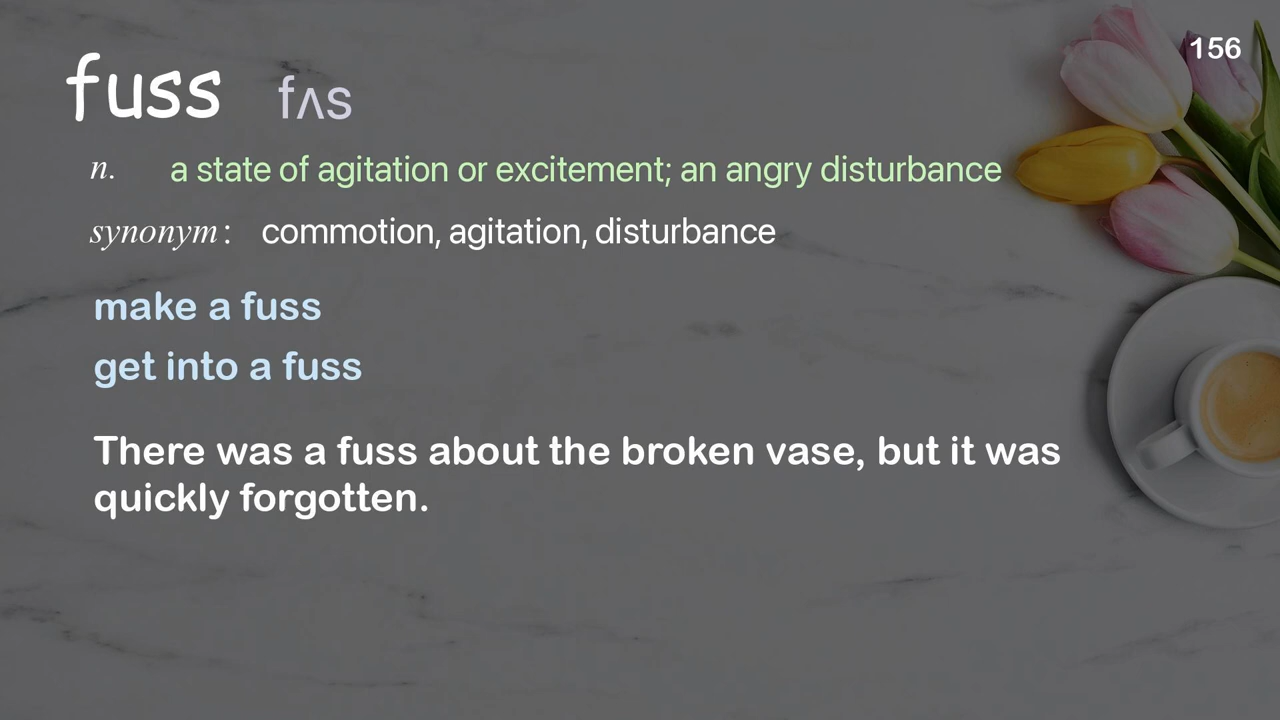 156
fuss fʌs
n. a state of agitation or excitement; an angry disturbance
synonym: commotion, agitation, disturbance
make a fuss
get into a fuss
There was a fuss about the broken vase, but it was
quickly forgotten.